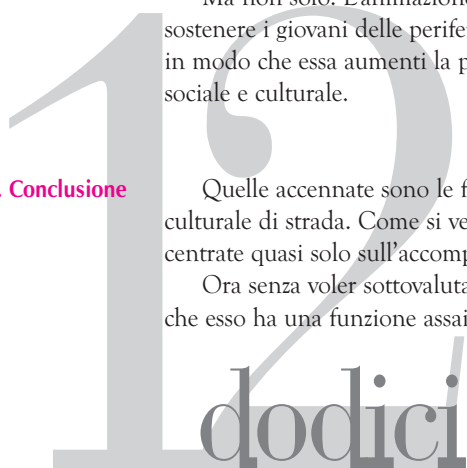 Ma non solo. L'animazione
sostenere i giovani delle perife
in modo che essa aumenti la p
sociale e culturale.
. Conclusione
Quelle accennate sono le f
culturale di strada. Come si ve
centrate quasi solo sull'accomp
Ora senza voler sottovaluta
che esso ha una funzione assai
12
dodici